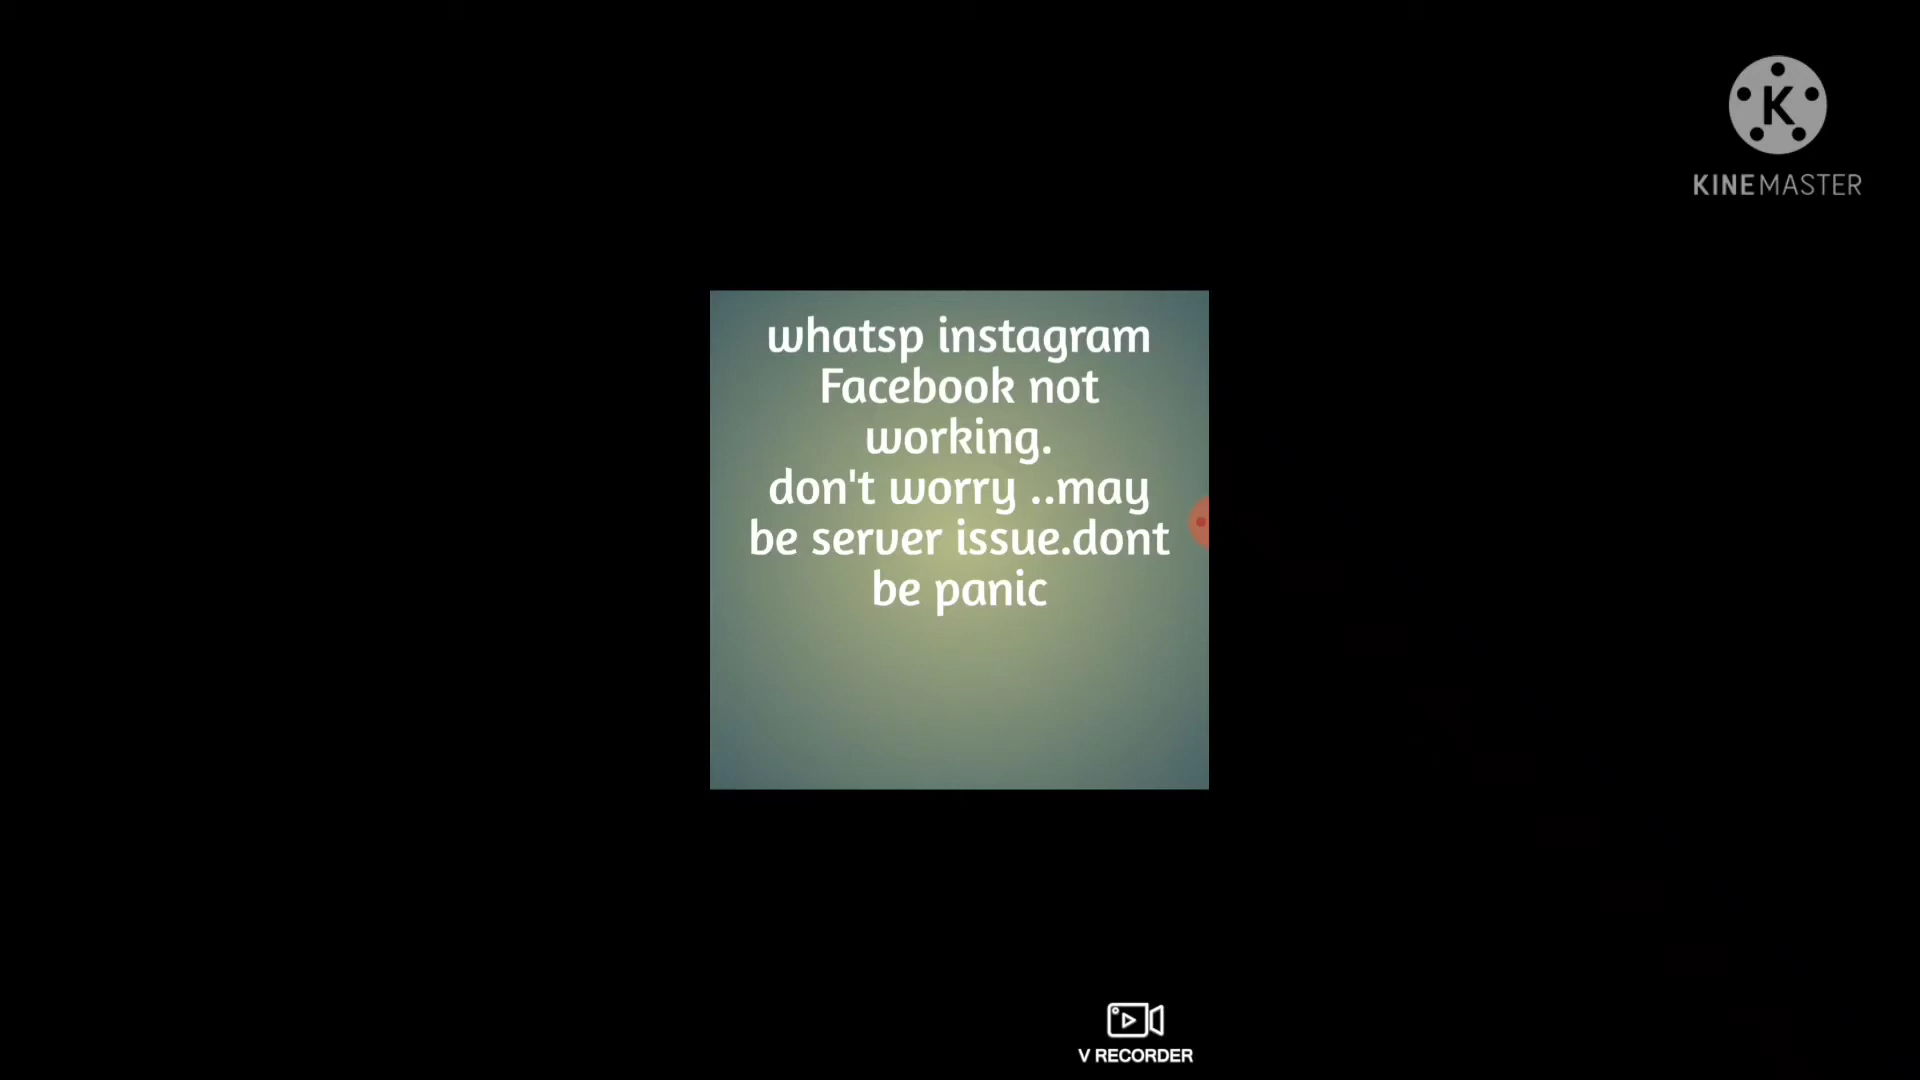 K
KINEMASTER
whatsp instagram
Facebook not
working.
don't worry ..may
be server issue.dont
be panic
V RECORDER